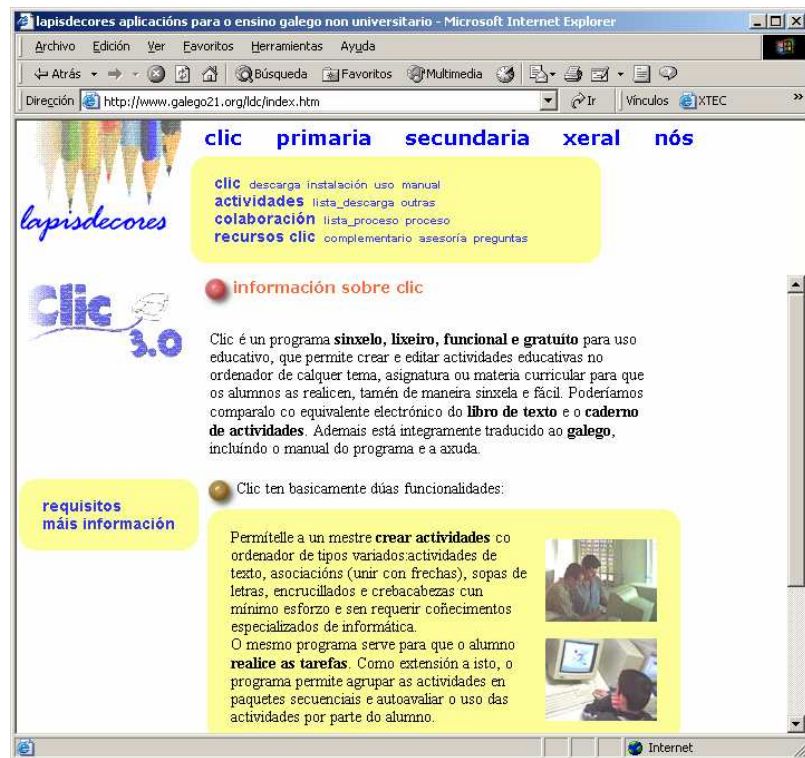 lapisdecores aplicacións para o ensino galego non universitario - Microsoft Internet Explorer
Archivo Edición Ver Favoritos Herramientas Ayuda
Atrás Búsqueda Favoritos Multimedia
Dirección http://www.galego21.org/ldc/index.htm Ir Vínculos XTEC »
clic primaria secundaria xeral nós
lapisdecores
clic descarga instalación uso manual
actividades lista_descarga outras
colaboración lista_proceso proceso
recursos clic complementario asesoría preguntas
Clic 3.0
información sobre clic
Clic é un programa sinxelo, lixeiro, funcional e gratuíto para uso
educativo, que permite crear e editar actividades educativas no
ordenador de calquer tema, asignatura ou materia curricular para que
os alumnos as realicen, tamén de maneira sinxela e fácil. Poderíamos
comparalo co equivalente electrónico do libro de texto e o caderno
de actividades. Ademais está integramente traducido ao galego,
incluíndo o manual do programa e a axuda.
requisitos
máis información
Clic ten basicamente dúas funcionalidades:
Permítelle a un mestre crear actividades co
ordenador de tipos variados:actividades de
texto, asociacións (unir con frechas), sopas de
letras, encrucillados e crebacabezas cun
mínimo esforzo e sen requerir coñecimentos
especializados de informática.
O mesmo programa serve para que o alumno
realice as tarefas. Como extensión a isto, o
programa permite agrupar as actividades en
paquetes secuenciais e autoavaliar o uso das
actividades por parte do alumno.
Internet